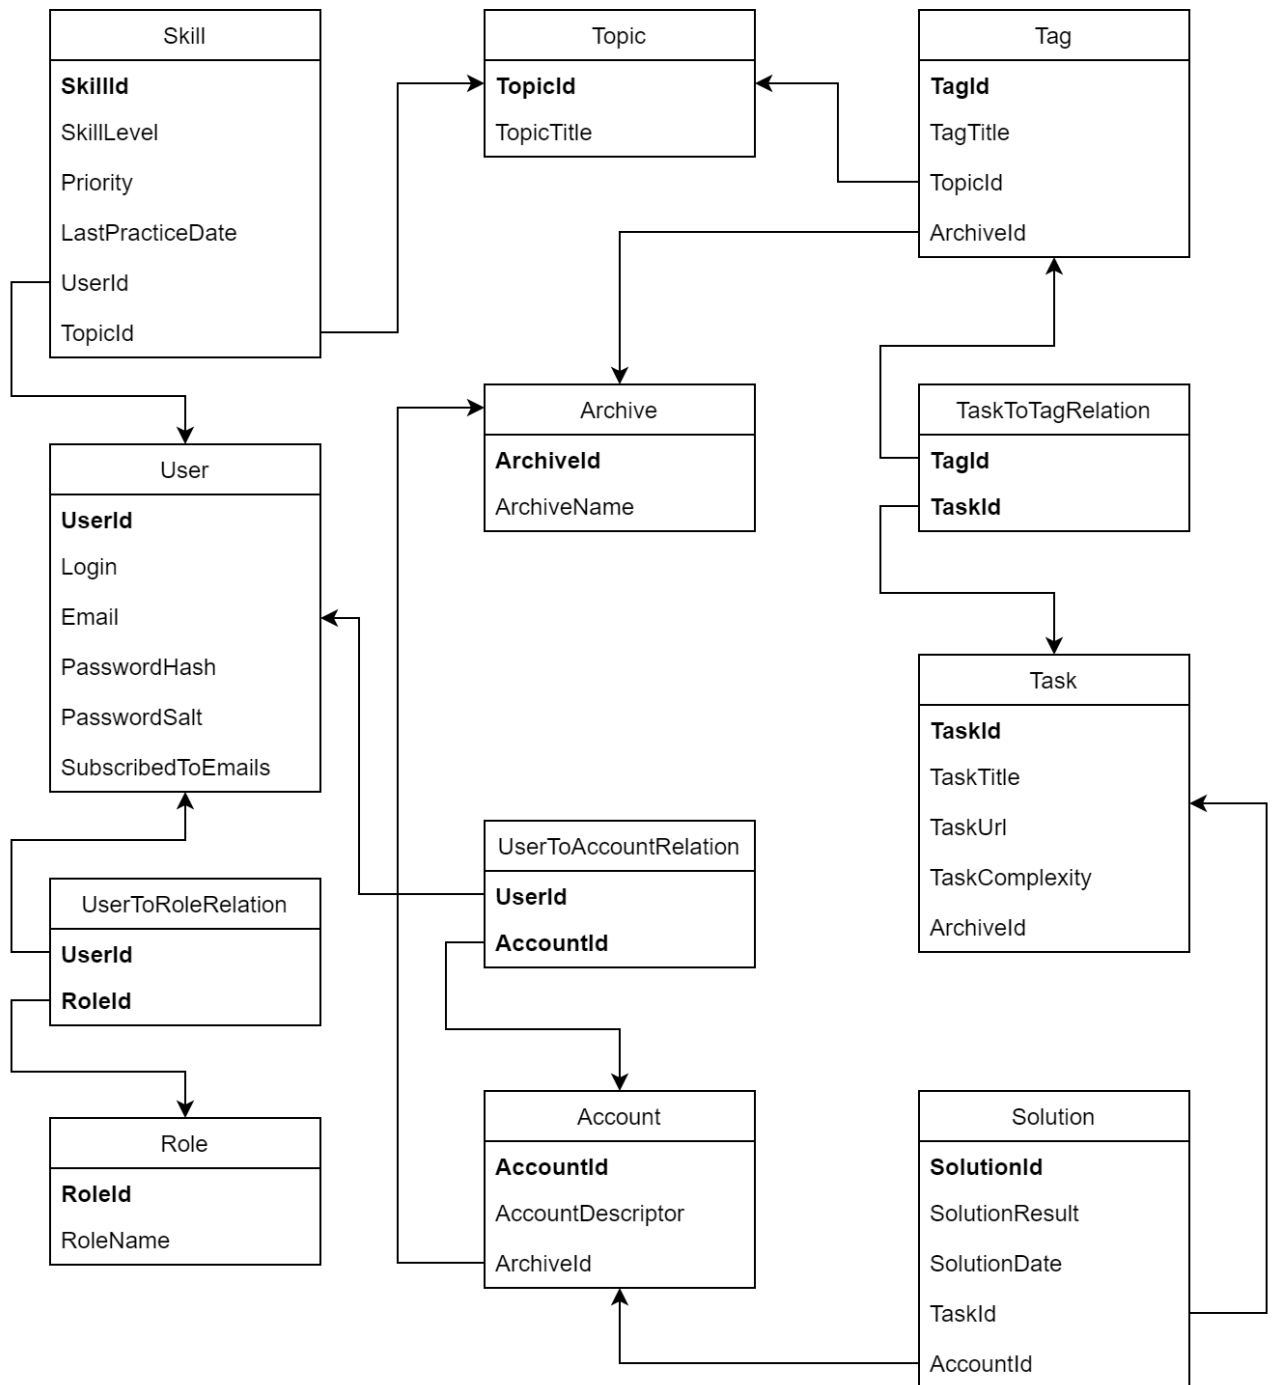 Skill
SkillId
SkillLevel
Priority
LastPracticeDate
UserId
TopicId
Topic
TopicId
TopicTitle
Tag
TagId
TagTitle
TopicId
ArchiveId
Archive
ArchiveId
ArchiveName
TaskToTagRelation
TagId
TaskId
User
UserId
Login
Email
PasswordHash
PasswordSalt
SubscribedToEmails
Task
TaskId
TaskTitle
TaskUrl
TaskComplexity
ArchiveId
UserToAccountRelation
UserId
AccountId
UserToRoleRelation
UserId
RoleId
Role
RoleId
RoleName
Account
AccountId
AccountDescriptor
ArchiveId
Solution
SolutionId
SolutionResult
SolutionDate
TaskId
AccountId